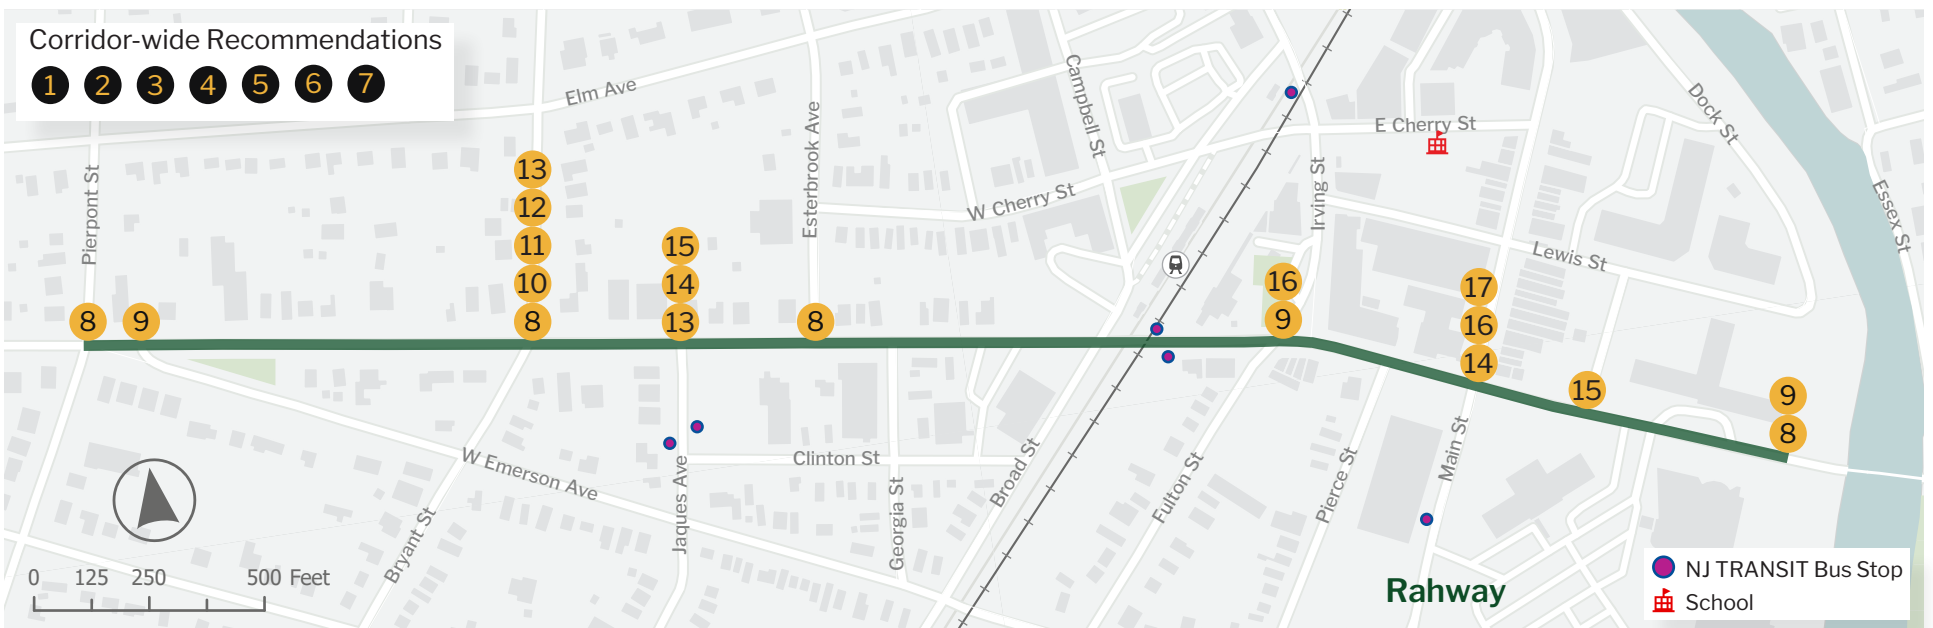 Corridor-wide Recommendations
1 2 3 4 5 6 7
Elm Ave
Pierpont St
Esterbrook Ave
Campbell St
W Cherry St
E Cherry St
Irving St
Dock St
Essex St
Lewis St
8
9
13
12
11
10
8
15
14
13
8
16
9
17
16
14
15
9
8
W Emerson Ave
Bryant St
Jaques Ave
Clinton St
Georgia St
Broad St
Fulton St
Pierce St
Main St
Rahway
0 125 250 500 Feet
NJ TRANSIT Bus Stop
School